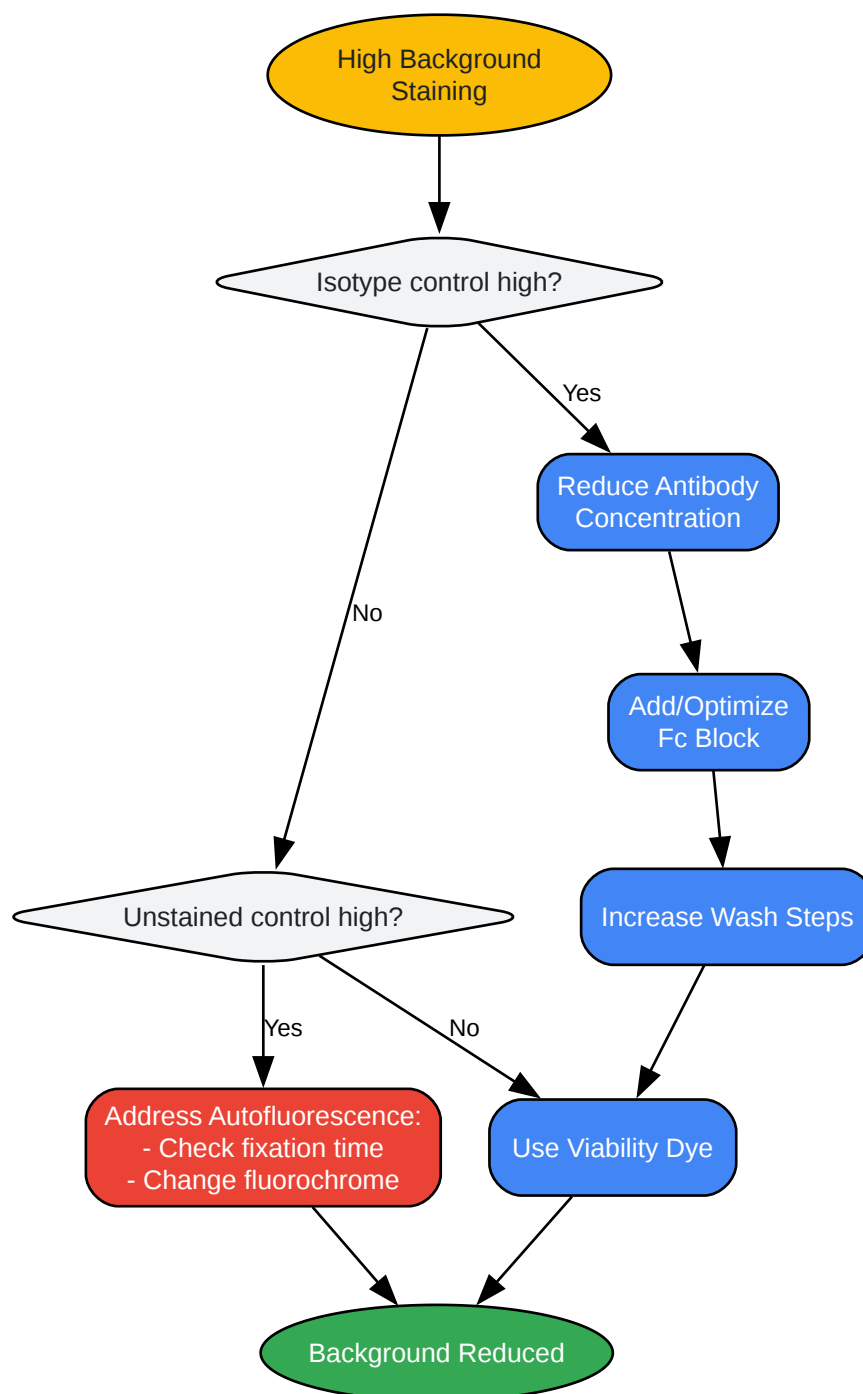 High Background
Staining
Isotype control high?
Yes
Reduce Antibody
Concentration
No
Add/Optimize
Fc Block
Unstained control high?
Increase Wash Steps
Yes
No
Address Autofluorescence:
- Check fixation time
- Change fluorochrome
Use Viability Dye
Background Reduced